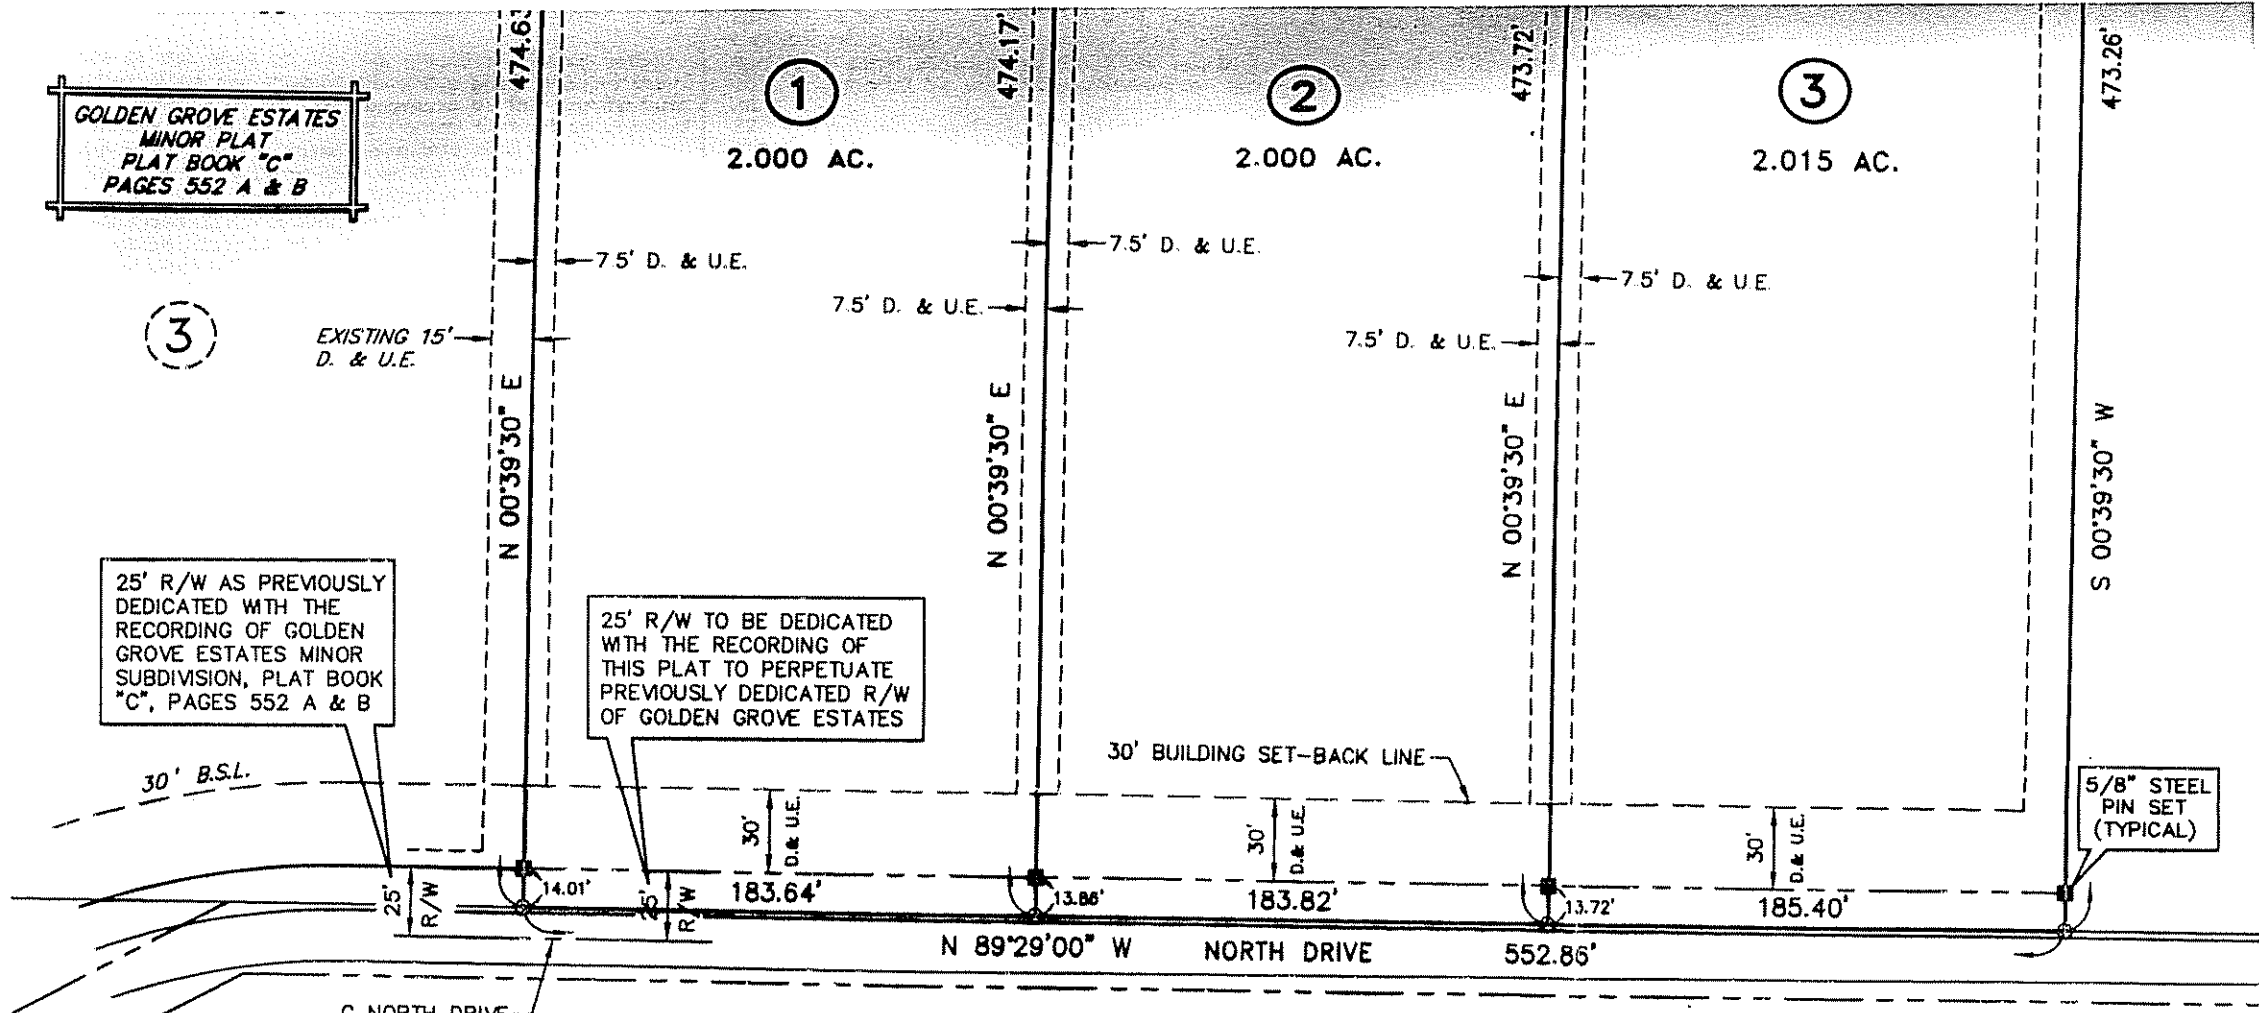 GOLDEN GROVE ESTATES
MINOR PLAT
PLAT BOOK "C"
PAGES 552 A & B
474.17'
473.72'
473.26'
1
2.000 AC.
2
2.000 AC.
3
2.015 AC.
7.5' D. & U.E.
7.5' D. & U.E.
7.5' D. & U.E.
7.5' D. & U.E.
7.5' D. & U.E.
3
EXISTING 15'
D. & U.E.
N 00°39'30" E
N 00°39'30" E
N 00°39'30" E
S 00°39'30" W
25' R/W AS PREVIOUSLY
DEDICATED WITH THE
RECORDING OF GOLDEN
GROVE ESTATES MINOR
SUBDIVISION, PLAT BOOK
"C", PAGES 552 A & B
25' R/W TO BE DEDICATED
WITH THE RECORDING OF
THIS PLAT TO PERPETUATE
PREVIOUSLY DEDICATED R/W
OF GOLDEN GROVE ESTATES
30' B.S.L.
30' BUILDING SET-BACK LINE
5/8" STEEL
PIN SET
(TYPICAL)
30'
D.& U.E.
30'
D.& U.E.
30'
D.& U.E.
25'
R/W
14.01'
25'
R/W
183.64'
183.82'
13.72'
185.40'
N 89°29'00" W
NORTH DRIVE
552.86'
NORTH DRIVE